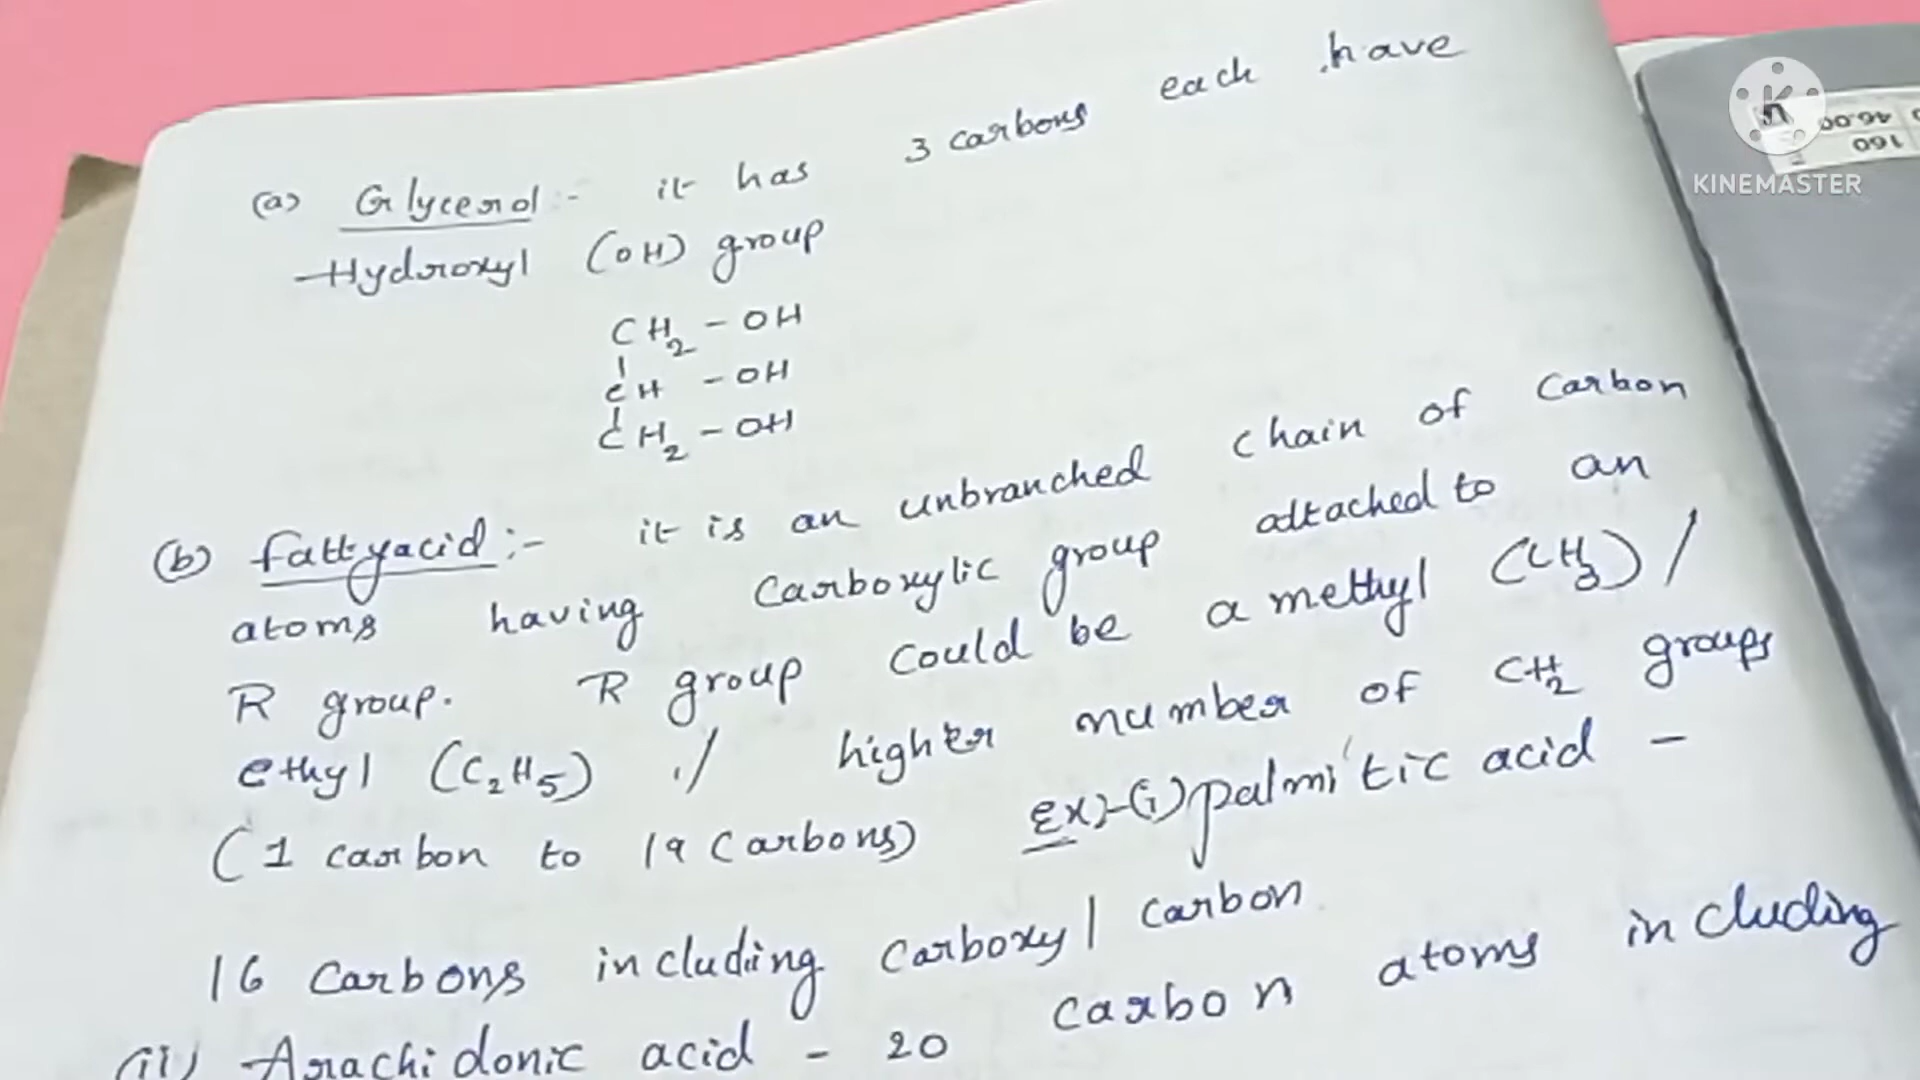 (a) Glycerol :- it has 3 carbons each have
Hydroxyl (OH) group
CH2 - OH
CH - OH
CH2 - OH
(b) fattyacid :- it is an unbranched chain of carbon
atoms having carboxylic group attached to an
R group. R group could be a methyl (CH3) /
ethyl (C2H5) / higher number of CH2 groups
(1 carbon to 19 carbons) Ex:- (i) palmitic acid -
16 carbons including carboxyl carbon
(ii) Arachidonic acid - 20 carbon atoms including
KINEMASTER
46.00
160